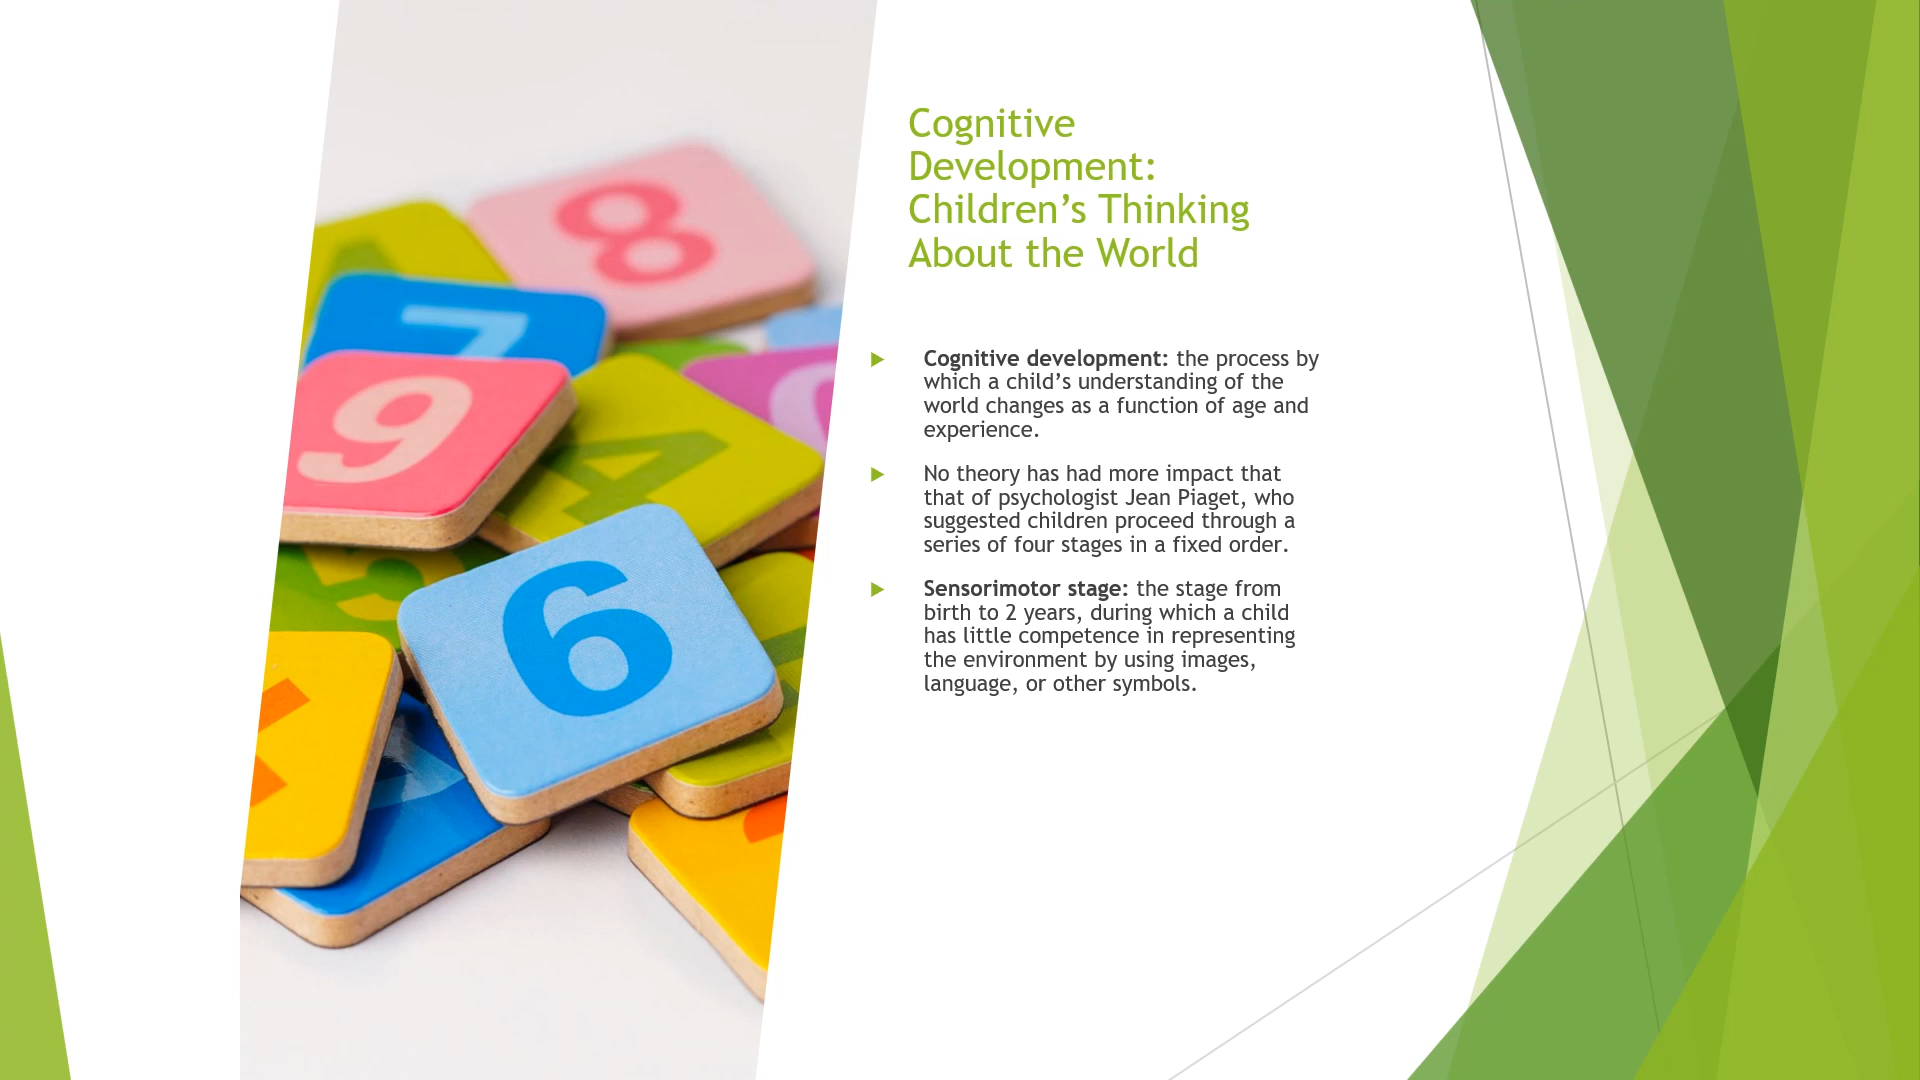 Cognitive
Development:
Children’s Thinking
About the World
Cognitive development: the process by
which a child’s understanding of the
world changes as a function of age and
experience.
No theory has had more impact that
that of psychologist Jean Piaget, who
suggested children proceed through a
series of four stages in a fixed order.
Sensorimotor stage: the stage from
birth to 2 years, during which a child
has little competence in representing
the environment by using images,
language, or other symbols.
8
7
9
4
6